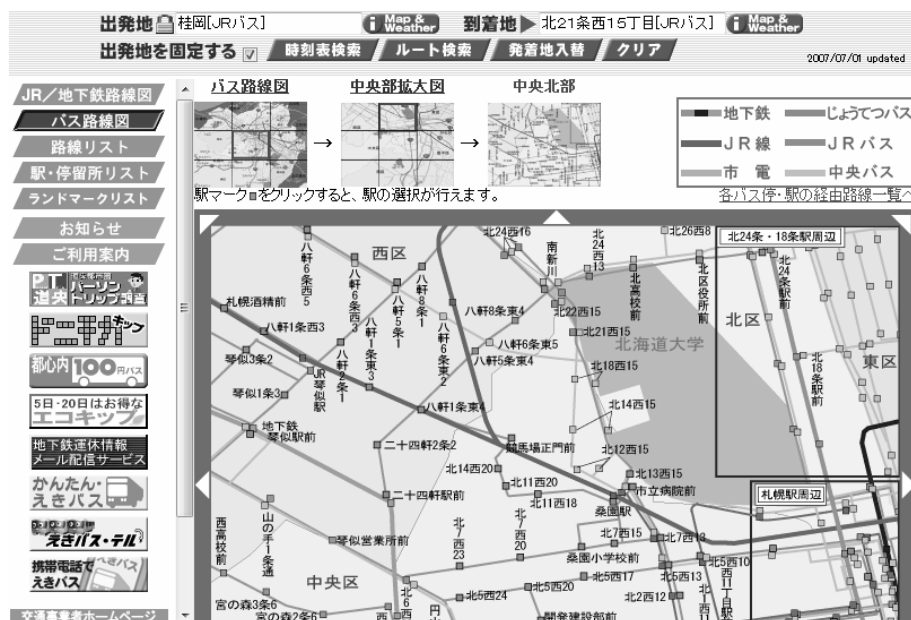 出発地 桂岡[JRバス] Map & Weather 到着地 北21条西15丁目[JRバス] Map & Weather
出発地を固定する 時刻表検索 ルート検索 発着地入替 クリア
2007/07/01 updated
JR/地下鉄路線図
バス路線図
路線リスト
駅・停留所リスト
ランドマークリスト
お知らせ
ご利用案内
P.T.
道央
パーソントリップ調査
ドーナツキップ
都心内100円バス
5日・20日はお得な
エコキップ
地下鉄運休情報
メール配信サービス
かんたん・
えきバス
えきバス・テル
携帯電話で
えきバス
交通事業者ホームページ
バス路線図 → 中央部拡大図 → 中央北部
駅マーク■をクリックすると、駅の選択が行えます。
地下鉄 じょうてつバス
JR線 JRバス
市電 中央バス
各バス停・駅の経由路線一覧へ
西区
北区
東区
中央区
北海道大学
北24条・18条駅周辺
札幌駅周辺
北24西16
南新川
北24西13
北26西8
北高校前
北区役所前
北24条駅前
北18条駅前
八軒6条西5
八軒6条西3
八軒5条1
八軒8条1
八軒8条東4
北22西15
北21西15
札幌酒精前
八軒1条西3
八軒1条東3
八軒6条東2
八軒6条東5
八軒5条東4
八軒2条1
琴似3条2
JR琴似駅
琴似1条3
八軒1条東4
北18西15
北14西15
地下鉄琴似駅前
二十四軒2条2
競馬場正門前
北12西15
北14西20
北11西20
北13西15
市立病院前
二十四軒駅前
北11西18
桑園駅
西高校前
山の手1条通
琴似営業所前
北7西23
北7西20
北7西15
北7西13
桑園小学校前
北5西10
北5西24
北5西20
北5西17
北5西13
北2西12
西11丁目駅前
宮の森3条6
宮の森2条6
開発建設部前